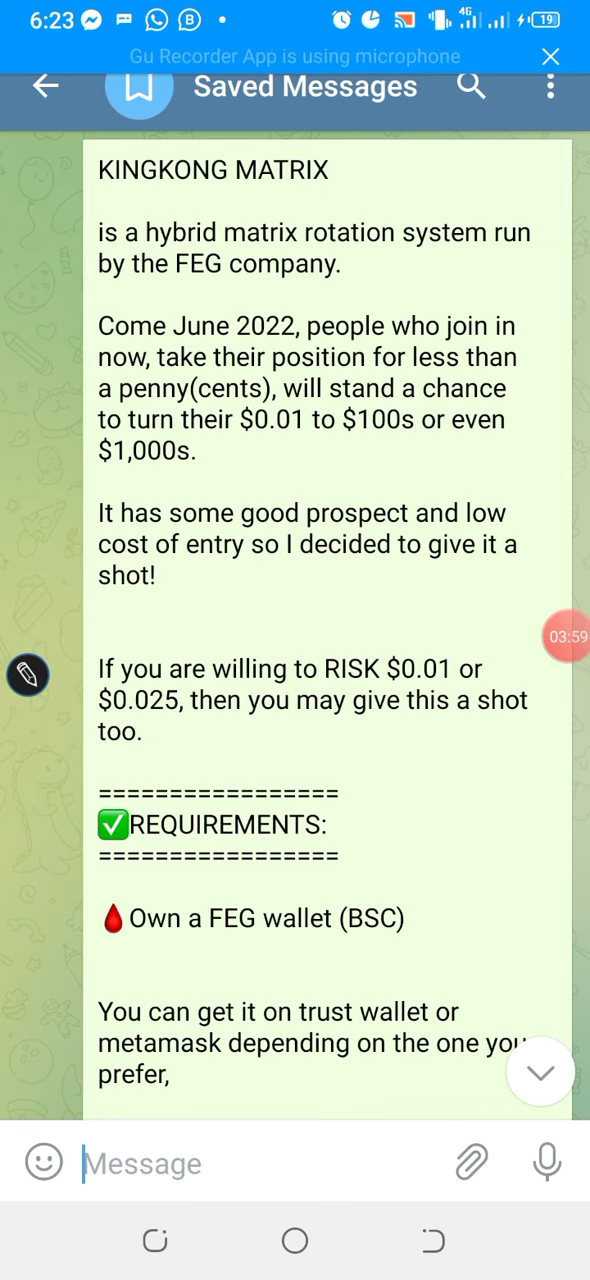 6:23
4G
19
Gu Recorder App is using microphone
Saved Messages
KINGKONG MATRIX
is a hybrid matrix rotation system run
by the FEG company.
Come June 2022, people who join in
now, take their position for less than
a penny(cents), will stand a chance
to turn their $0.01 to $100s or even
$1,000s.
It has some good prospect and low
cost of entry so I decided to give it a
shot!
03:59
If you are willing to RISK $0.01 or
$0.025, then you may give this a shot
too.
=================
✅REQUIREMENTS:
=================
🩸Own a FEG wallet (BSC)
You can get it on trust wallet or
metamask depending on the one you
prefer,
Message